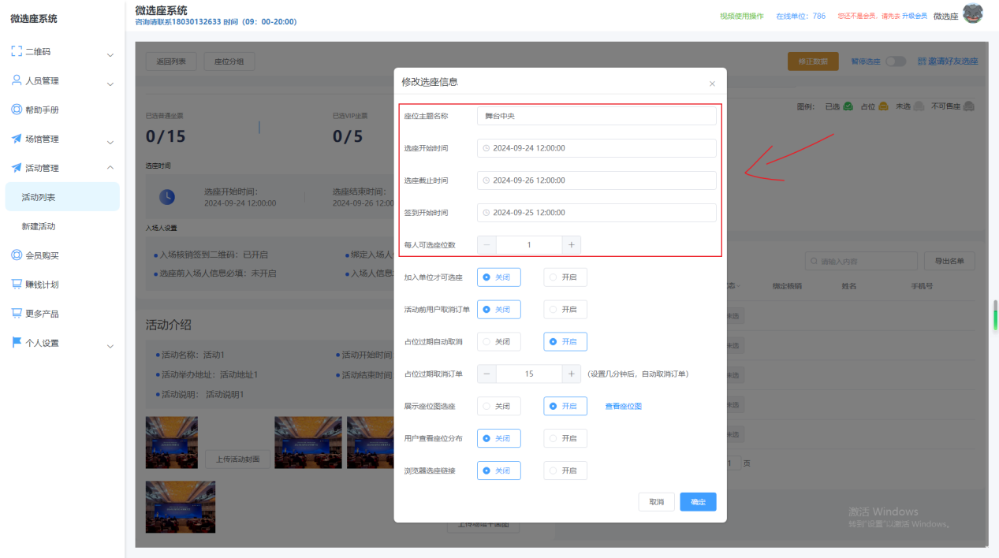 微选座系统
微选座系统
咨询请联系18030132633 时间（09：00-20:00）
视频使用操作 在线单位：786 您还不是会员，请先去 升级会员 微选座
二维码
人员管理
帮助手册
场馆管理
活动管理
活动列表
新建活动
会员购买
赚钱计划
更多产品
个人设置
返回列表 座位分组 修正数据 暂停选座 邀请好友选座
图例： 已选 占位 未选 不可售座
已选普通坐票 已选VIP坐票
0/15 0/5
选座时间
选座开始时间： 选座结束时间：
2024-09-24 12:00:00 2024-09-26 12:00
入场人设置
入场核销签到二维码：已开启 绑定入场人
选座前入场人信息必填：未开启 入场人信息
请输入内容 导出名单
态 绑定核销 姓名 手机号
未选
未选
未选
未选
未选
1 页
活动介绍
活动名称：活动1 活动开始时间
活动举办地址：活动地址1 活动结束时间
活动说明： 活动说明1
上传活动封面
上传场馆平面图
修改选座信息 ×
座位主题名称 舞台中央
选座开始时间 2024-09-24 12:00:00
选座截止时间 2024-09-26 12:00:00
签到开始时间 2024-09-25 12:00:00
每人可选座位数 − 1 +
加入单位才可选座 关闭 开启
活动前用户取消订单 关闭 开启
占位过期自动取消 关闭 开启
占位过期取消订单 − 15 + （设置几分钟后，自动取消订单）
展示座位图选座 关闭 开启 查看座位图
用户查看座位分布 关闭 开启
浏览器选座链接 关闭 开启
取消 确定
激活 Windows
转到"设置"以激活 Windows。